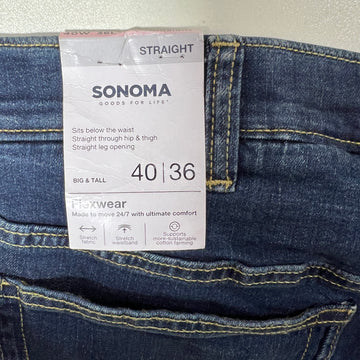 STRAIGHT
SONOMA
GOODS FOR LIFE
Sits below the waist
Straight through hip & thigh
Straight leg opening
BIG & TALL 40|36
Flexwear
Made to move 24/7 with ultimate comfort
Stretch fabric
Stretch waistband
Supports more-sustainable cotton farming